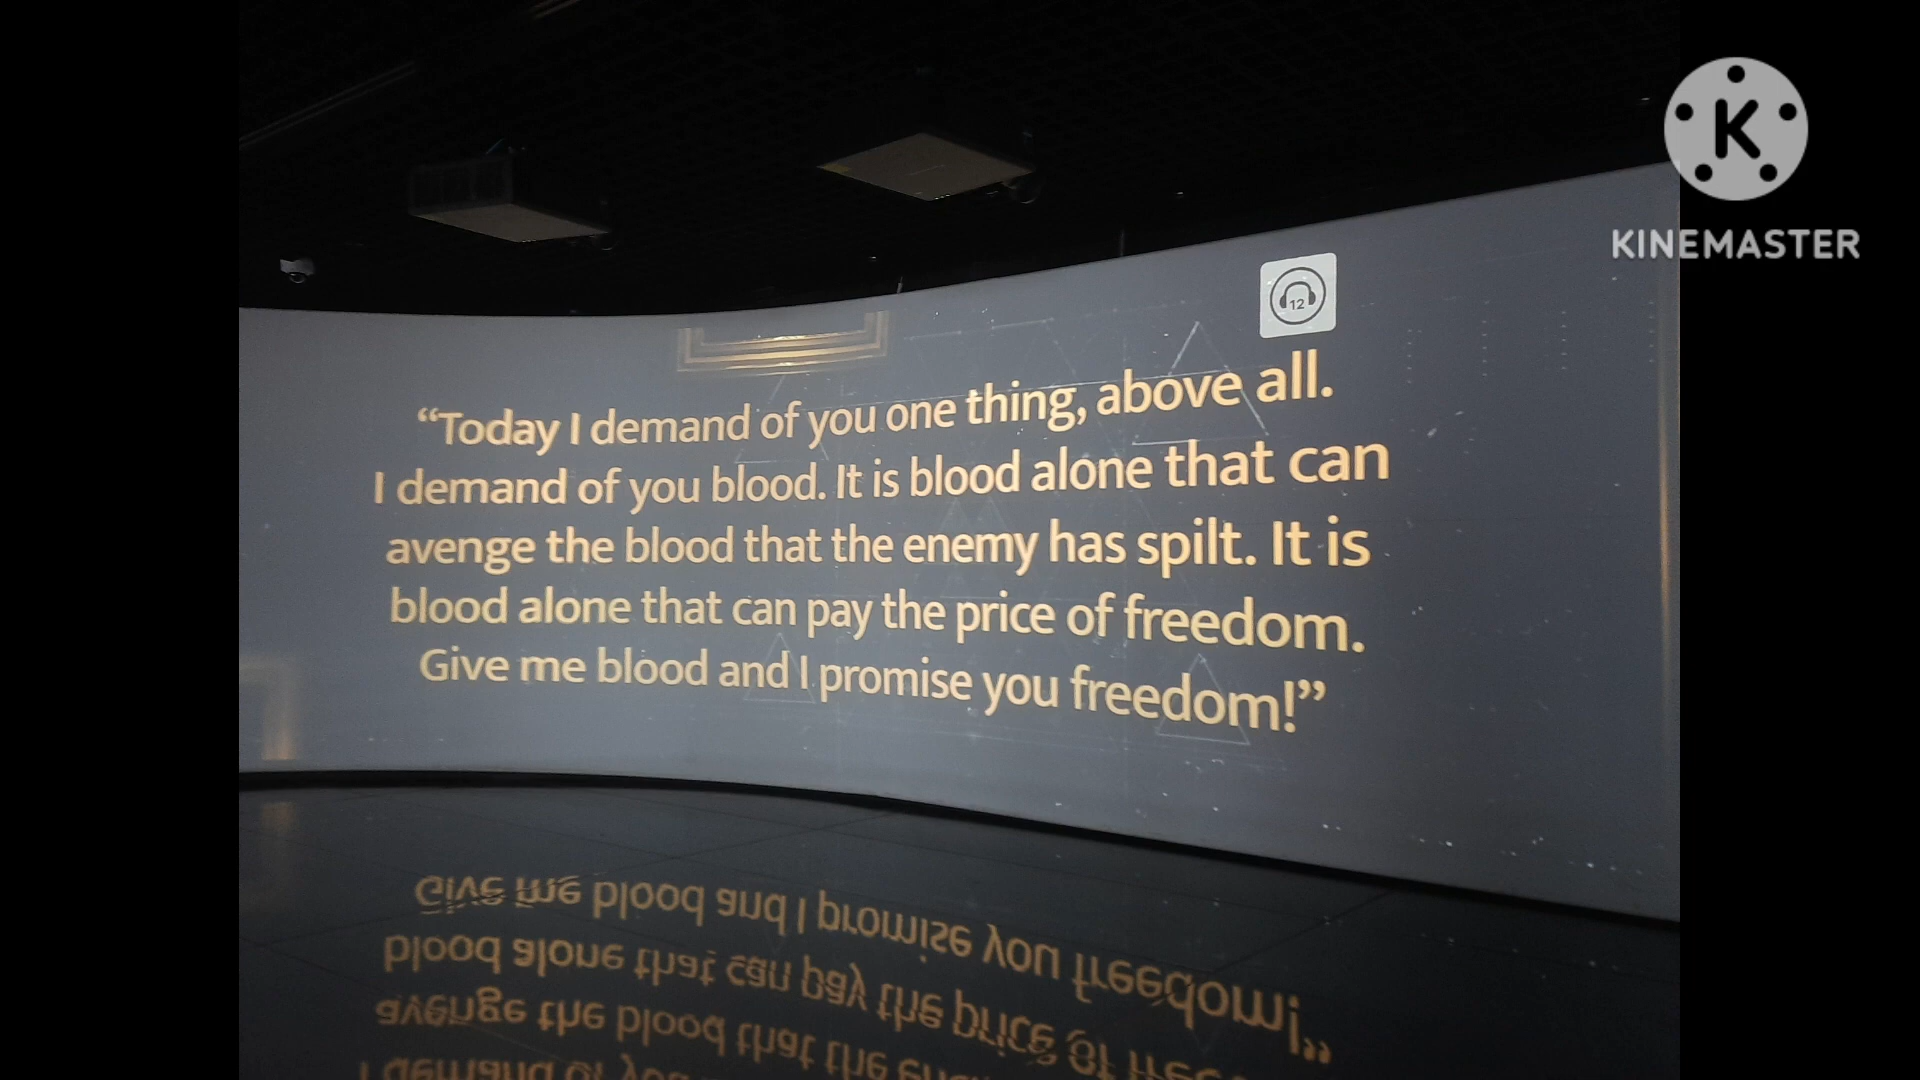 K
KINEMASTER
12
“Today I demand of you one thing, above all.
I demand of you blood. It is blood alone that can
avenge the blood that the enemy has spilt. It is
blood alone that can pay the price of freedom.
Give me blood and I promise you freedom!”